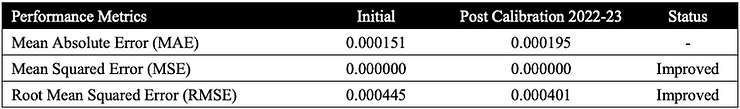 Performance Metrics Initial Post Calibration 2022-23 Status
Mean Absolute Error (MAE) 0.000151 0.000195 -
Mean Squared Error (MSE) 0.000000 0.000000 Improved
Root Mean Squared Error (RMSE) 0.000445 0.000401 Improved